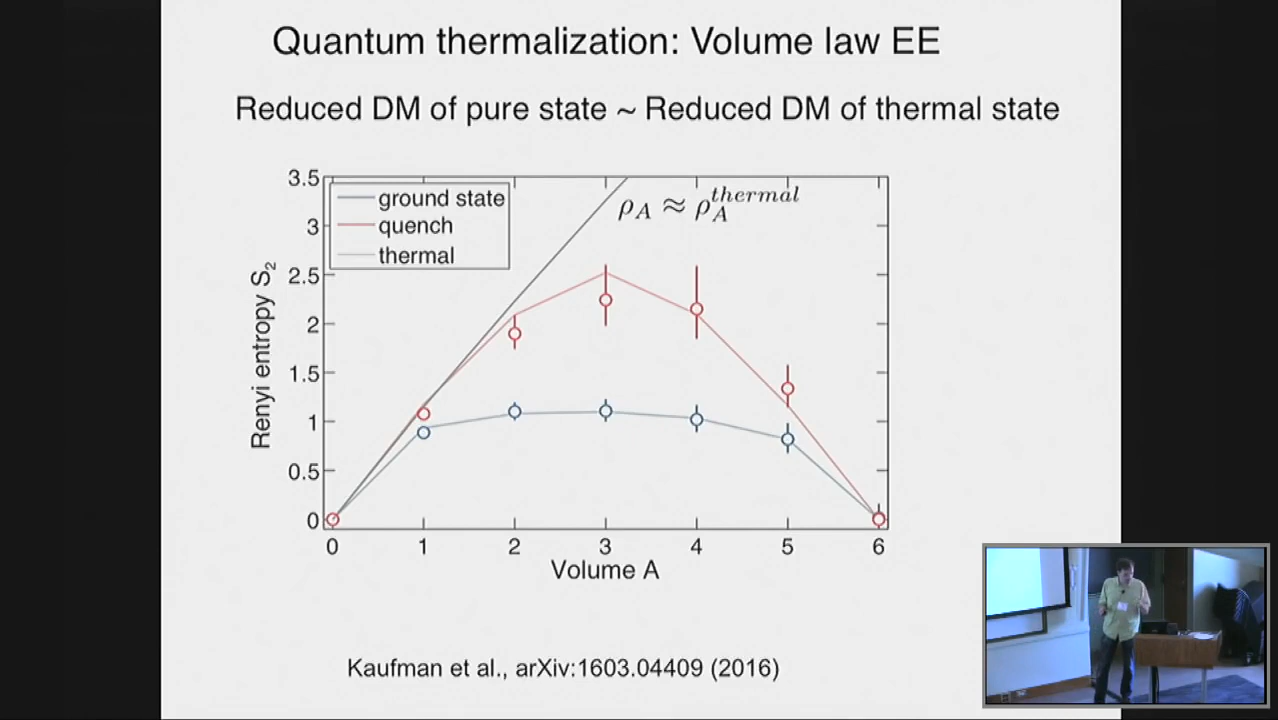 Quantum thermalization: Volume law EE
Reduced DM of pure state ~ Reduced DM of thermal state
3.5
3
2.5
2
1.5
1
0.5
0
Renyi entropy S₂
ground state
quench
thermal
ρ_A ≈ ρ_A^{thermal}
0 1 2 3 4 5 6
Volume A
Kaufman et al., arXiv:1603.04409 (2016)